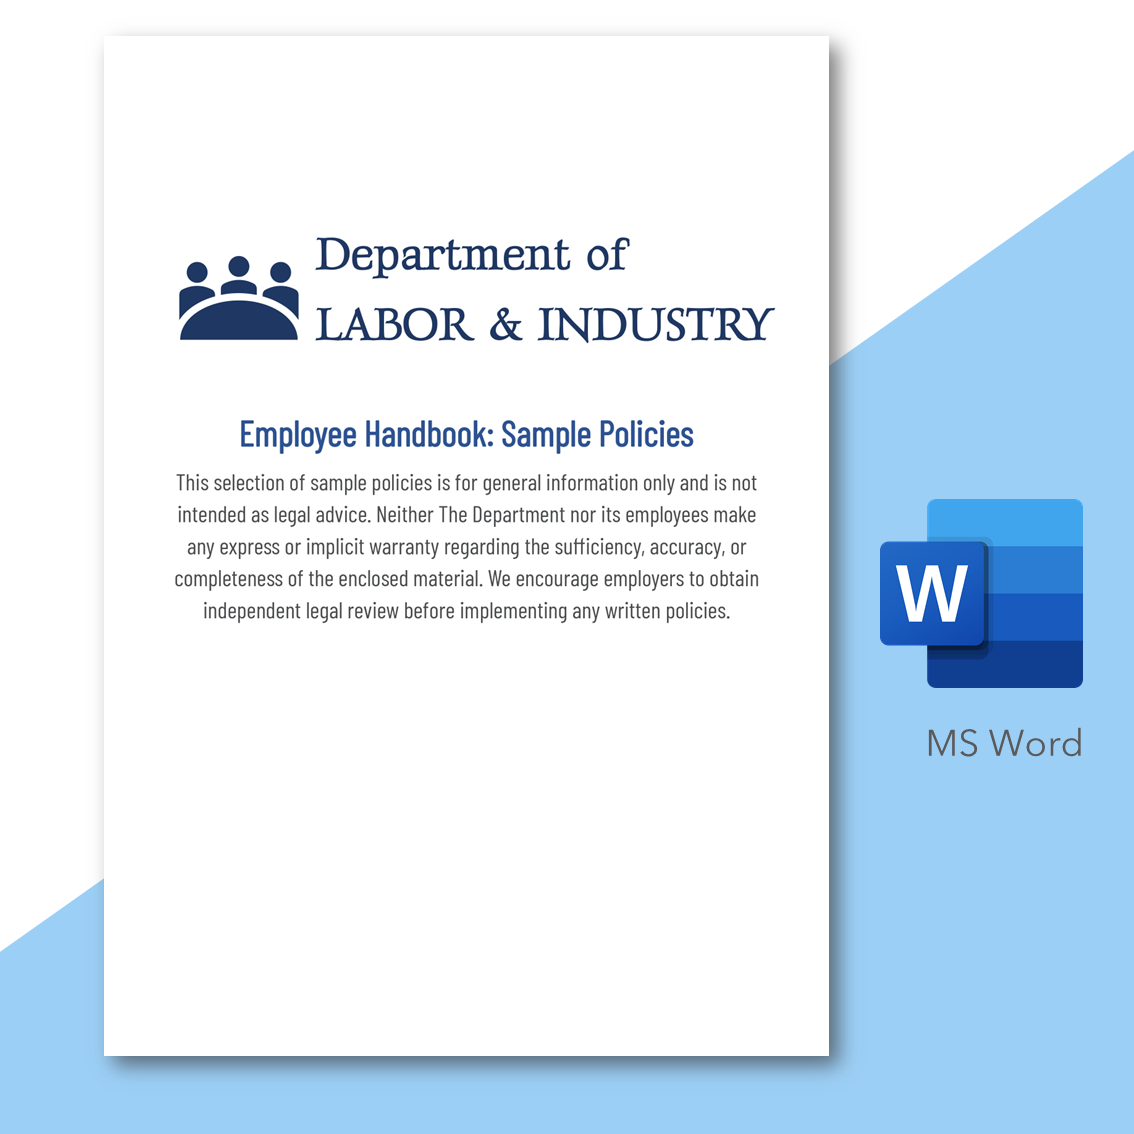 Department of
LABOR & INDUSTRY
Employee Handbook: Sample Policies
This selection of sample policies is for general information only and is not
intended as legal advice. Neither The Department nor its employees make
any express or implicit warranty regarding the sufficiency, accuracy, or
completeness of the enclosed material. We encourage employers to obtain
independent legal review before implementing any written policies.
W
MS Word